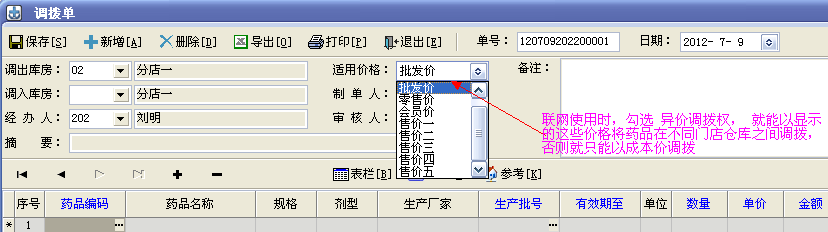 调拨单
保存[S] 新增[A] 删除[D] 导出[O] 打印[P] 退出[E] 单号： 120709202200001 日期： 2012- 7- 9
调出库房： 02 分店一 适用价格： 批发价 备注：
调入库房： 分店一 制 单 人：
经 办 人： 202 刘明 审 核 人：
摘 要：
批发价
零售价
会员价
售价一
售价二
售价三
售价四
售价五
联网使用时，勾选 异价调拨权， 就能以显示
的这些价格将药品在不同门店仓库之间调拨，
否则就只能以成本价调拨
表栏[B] 参考[K]
序号 药品编码 药品名称 规格 剂型 生产厂家 生产批号 有效期至 单位 数量 单价 金额
* 1 ... ...